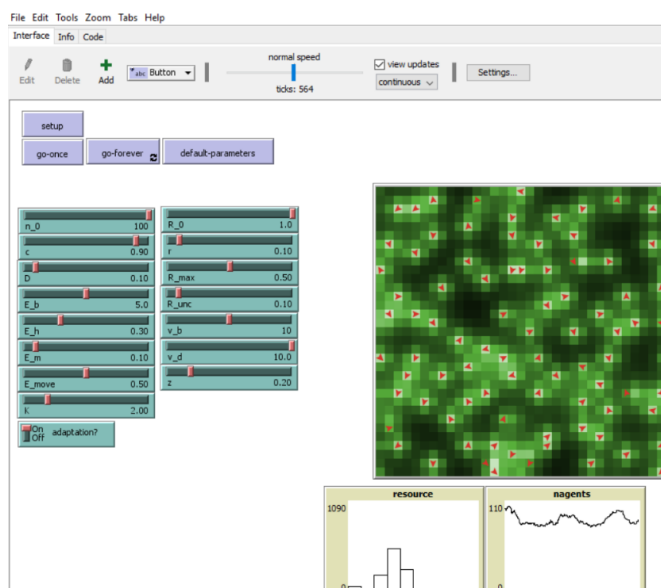 File Edit Tools Zoom Tabs Help
Interface Info Code
normal speed
view updates
Edit Delete Add abc Button continuous Settings...
ticks: 564
setup
go-once go-forever default-parameters
n_0 100 R_0 1.0
c 0.90 r 0.10
D 0.10 R_max 0.50
E_b 5.0 R_unc 0.10
E_h 0.30 v_b 10
E_m 0.10 v_d 10.0
E_move 0.50 z 0.20
K 2.00
On
Off adaptation?
resource nagents
1090 110
0 0